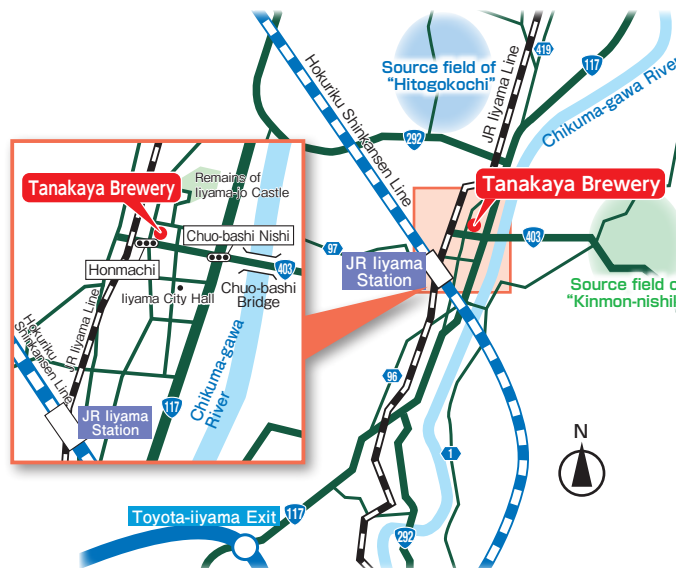 Source field of
“Hitogokochi”
419
117
Hokuriku Shinkansen Line
JR Iiyama Line
Chikuma-gawa River
292
Tanakaya Brewery
403
97
JR Iiyama
Station
Source field of
“Kinmon-nishiki
96
1
292
N
Toyota-iiyama Exit
117
Remains of
Iiyama-jo Castle
Tanakaya Brewery
Chuo-bashi Nishi
Honmachi
403
Iiyama City Hall
Chuo-bashi
Bridge
JR Iiyama Line
Hokuriku
Shinkansen Line
Chikuma-gawa
River
117
JR Iiyama
Station